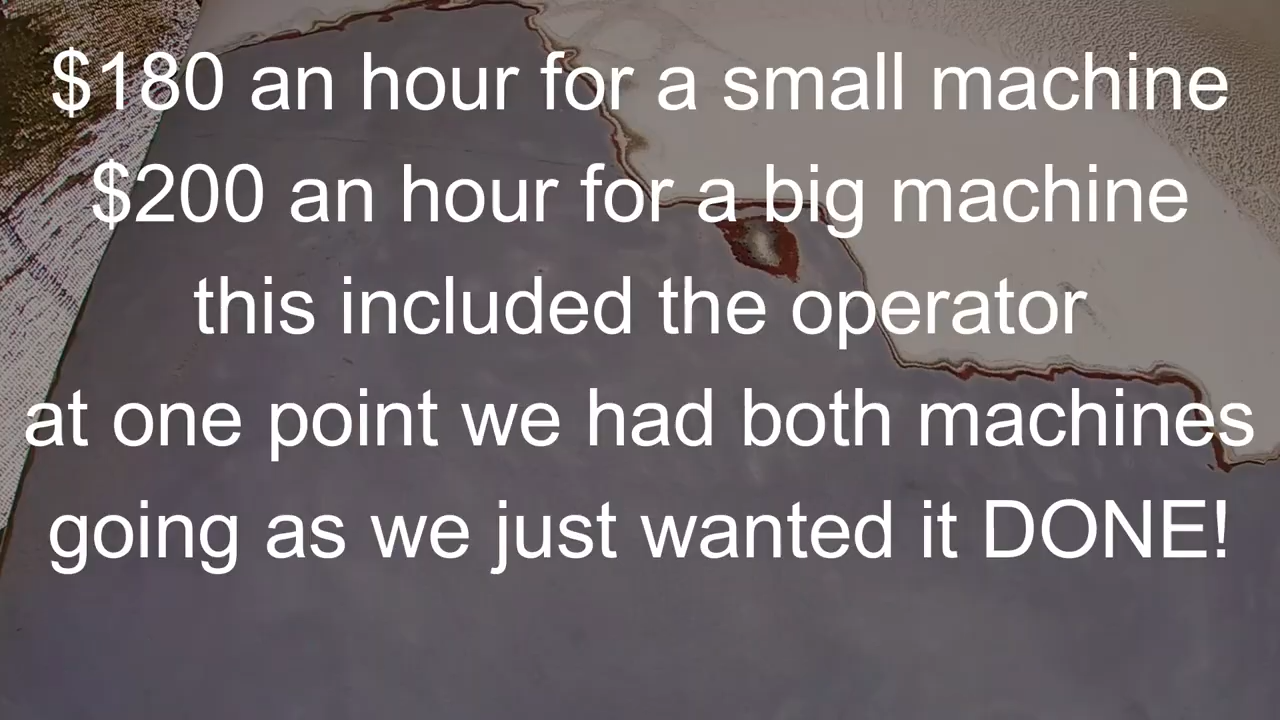 $180 an hour for a small machine
$200 an hour for a big machine
this included the operator
at one point we had both machines
going as we just wanted it DONE!